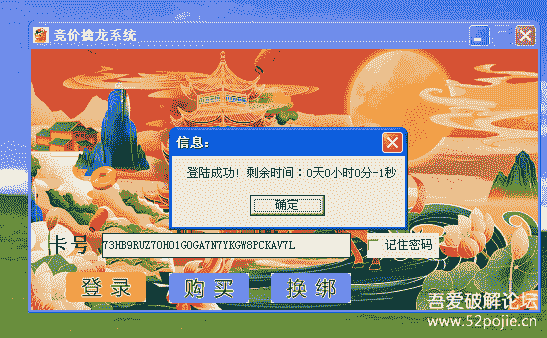 竞价擒龙系统
信息：
登陆成功！剩余时间：0天0小时0分-1秒
确定
卡号
73HB9RUZ7OHO1GOGA7N7YKGW8PCKAV7L
记住密码
登录
购买
换绑
吾爱破解论坛
www.52pojie.cn